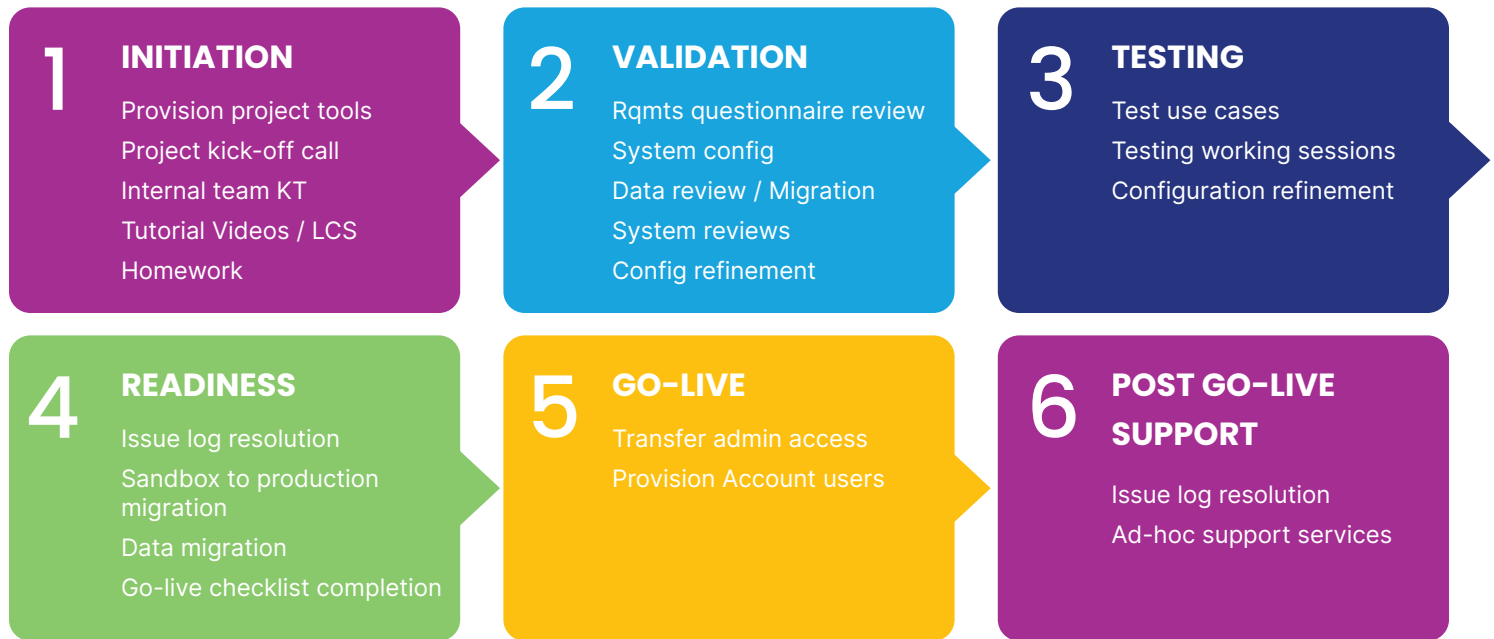 1
INITIATION
Provision project tools
Project kick-off call
Internal team KT
Tutorial Videos / LCS
Homework
2
VALIDATION
Rqmts questionnaire review
System config
Data review / Migration
System reviews
Config refinement
3
TESTING
Test use cases
Testing working sessions
Configuration refinement
4
READINESS
Issue log resolution
Sandbox to production
migration
Data migration
Go-live checklist completion
5
GO-LIVE
Transfer admin access
Provision Account users
6
POST GO-LIVE
SUPPORT
Issue log resolution
Ad-hoc support services